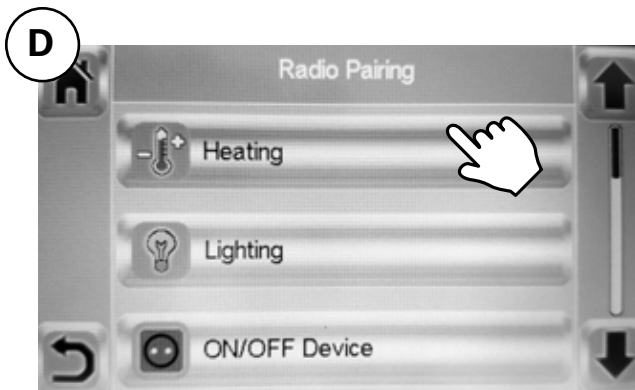 D
Radio Pairing
Heating
Lighting
ON/OFF Device